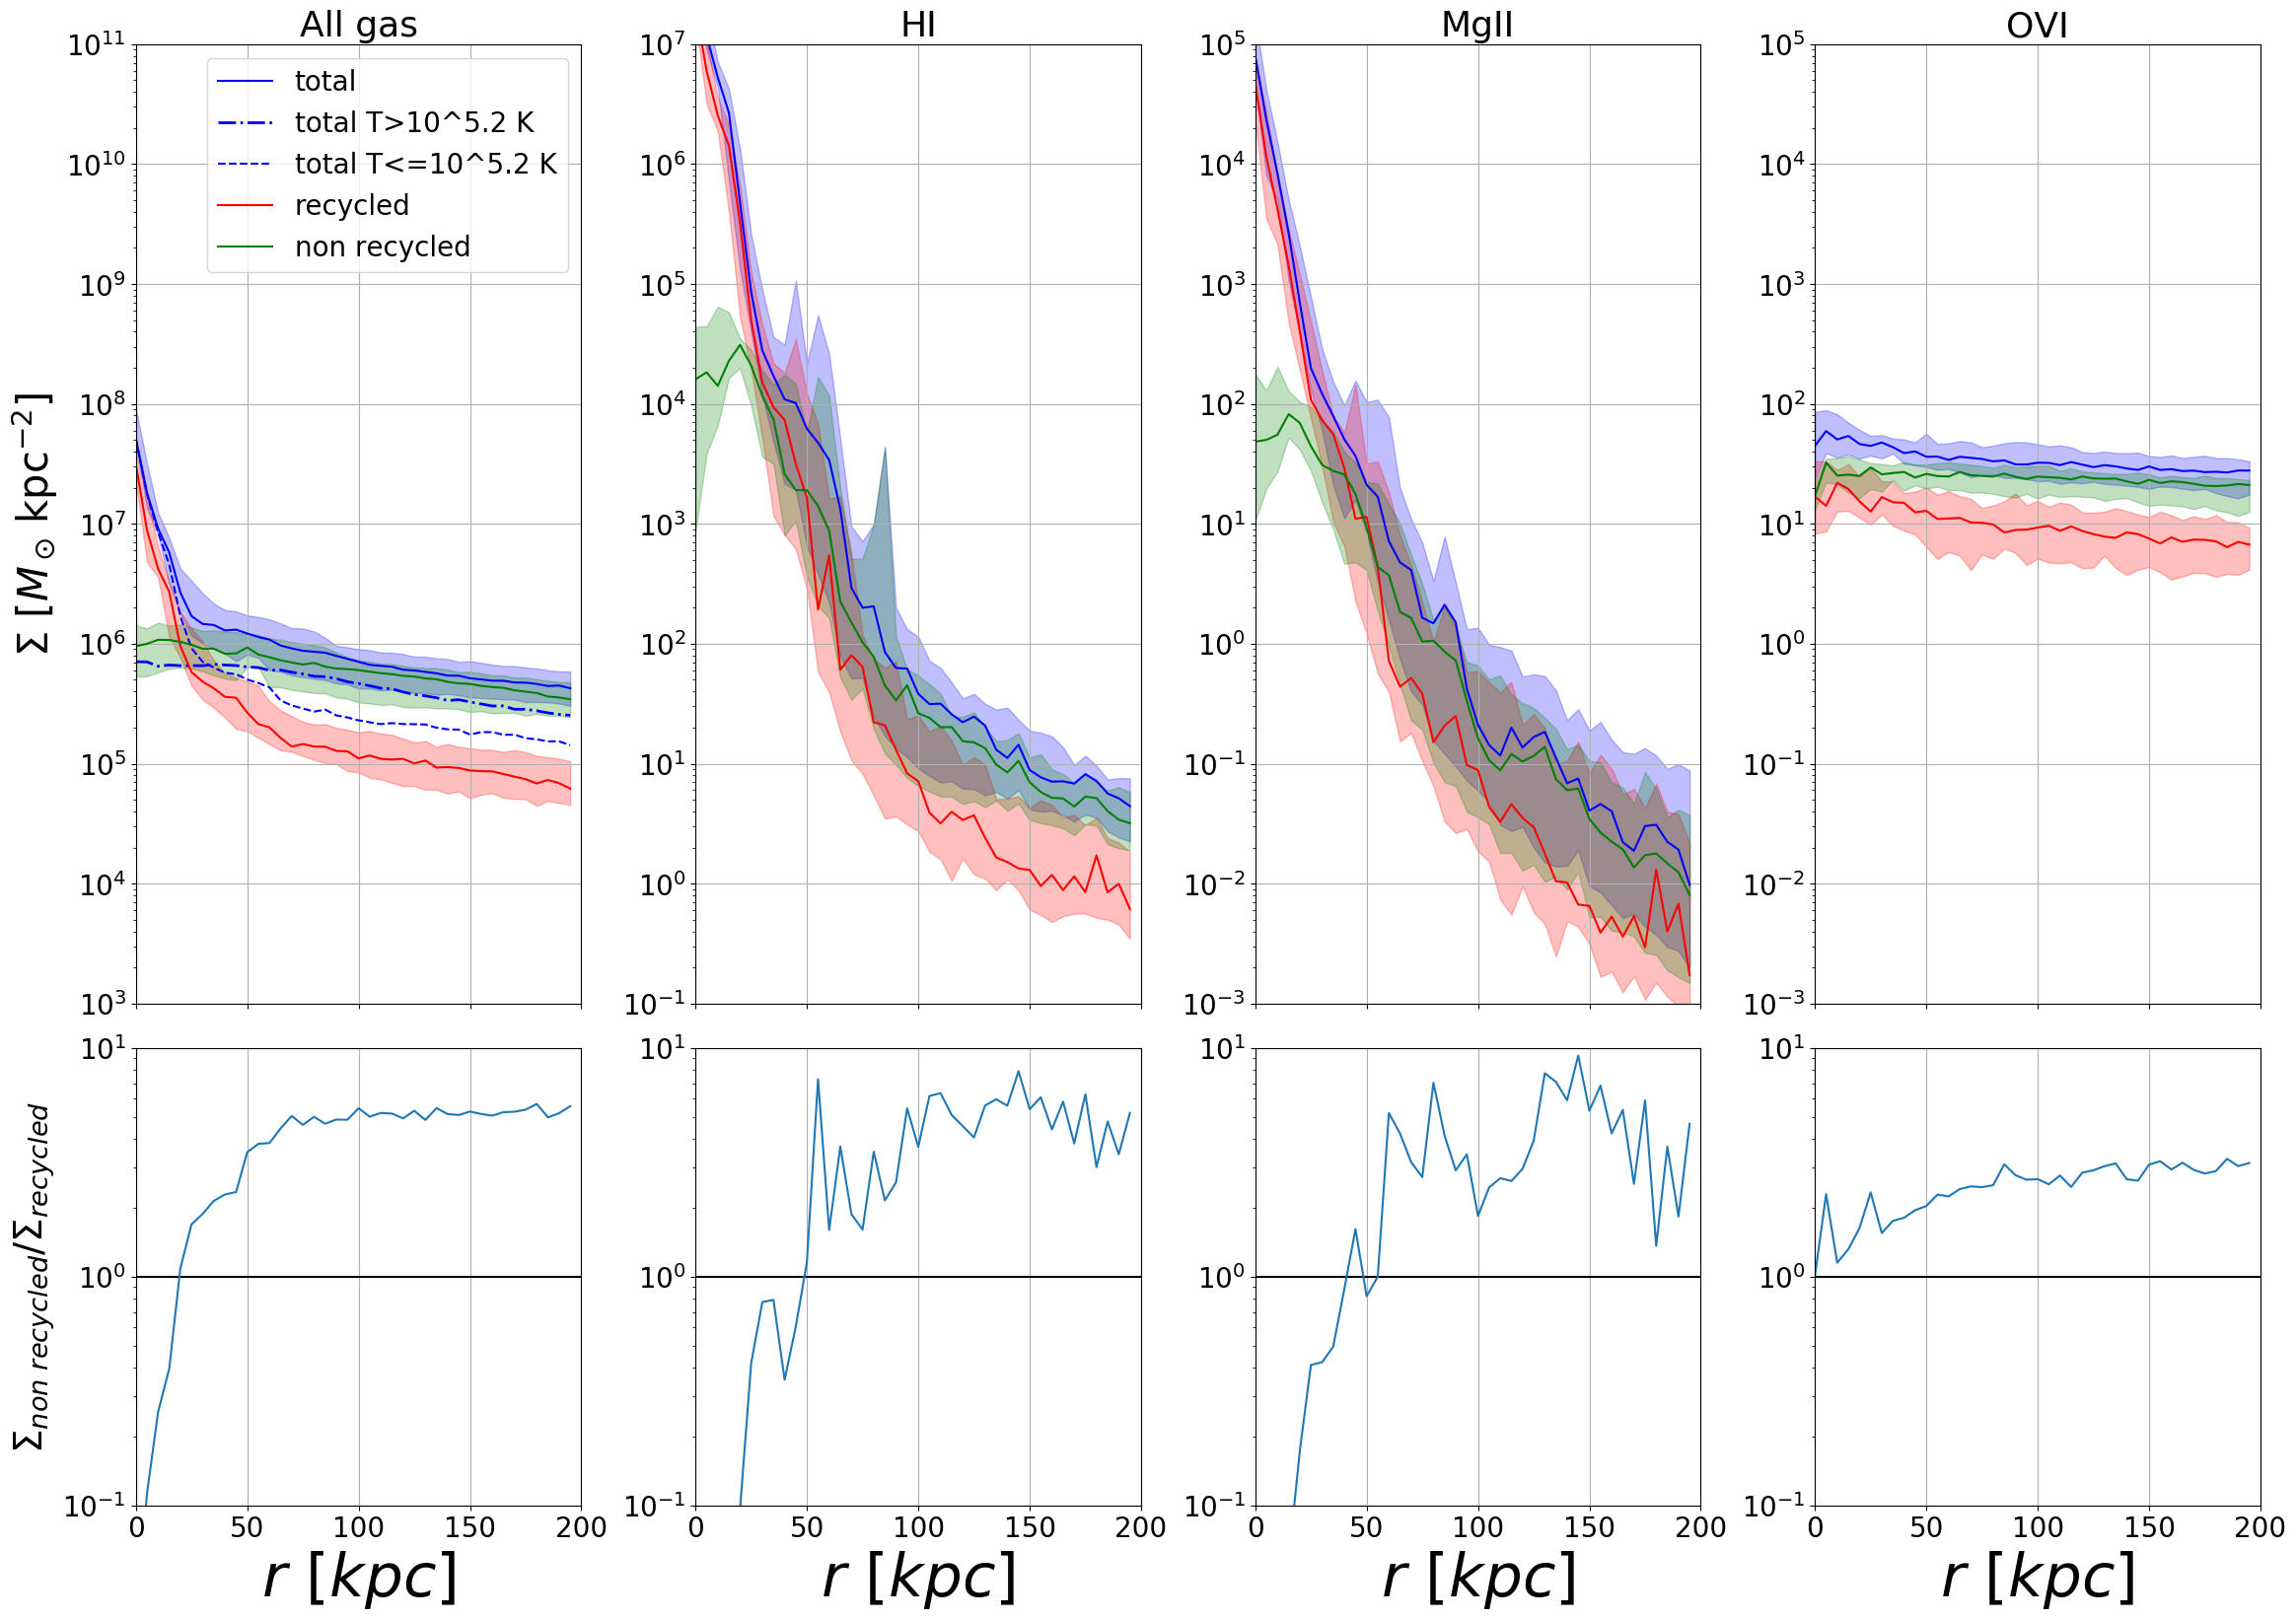 All gas
HI
MgII
OVI
10^11
10^10
10^9
10^8
10^7
10^6
10^5
10^4
10^3
total
total T>10^5.2 K
total T<=10^5.2 K
recycled
non recycled
10^7
10^6
10^5
10^4
10^3
10^2
10^1
10^0
10^−1
10^5
10^4
10^3
10^2
10^1
10^0
10^−1
10^−2
10^−3
10^5
10^4
10^3
10^2
10^1
10^0
10^−1
10^−2
10^−3
Σ [M⊙ kpc^−2]
10^1
10^0
10^−1
10^1
10^0
10^−1
10^1
10^0
10^−1
10^1
10^0
10^−1
Σnon recycled/Σrecycled
0 50 100 150 200
0 50 100 150 200
0 50 100 150 200
0 50 100 150 200
r [kpc]
r [kpc]
r [kpc]
r [kpc]